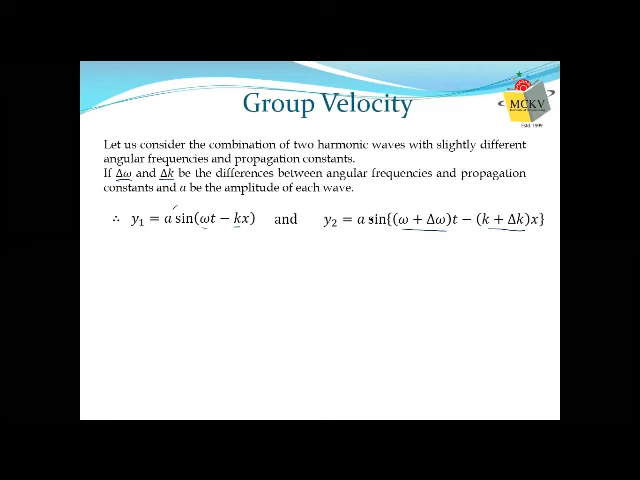 Group Velocity
MCKV
Estd. 1999
Let us consider the combination of two harmonic waves with slightly different
angular frequencies and propagation constants.
If Δω and Δk be the differences between angular frequencies and propagation
constants and a be the amplitude of each wave.
∴ y₁ = a sin(ωt − kx) and y₂ = a sin{(ω + Δω)t − (k + Δk)x}